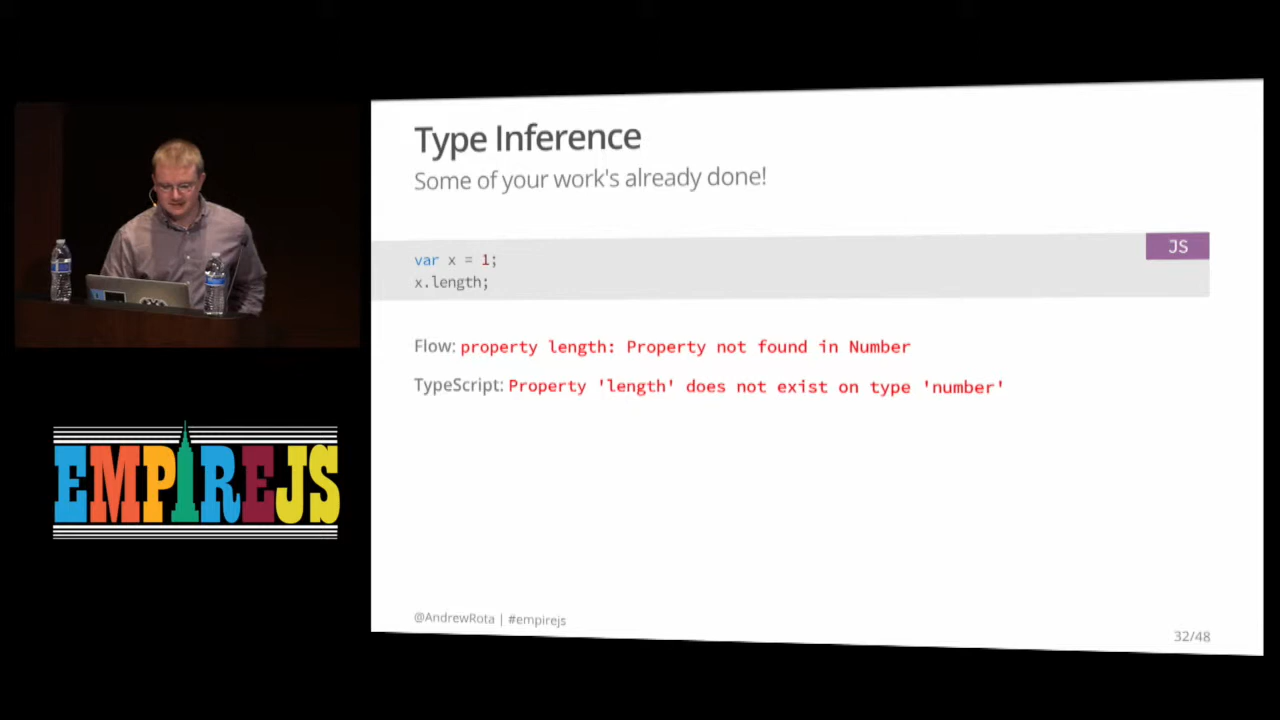 Type Inference
Some of your work's already done!
JS
var x = 1;
x.length;
Flow: property length: Property not found in Number
TypeScript: Property 'length' does not exist on type 'number'
EMPIREJS
@AndrewRota | #empirejs
32/48